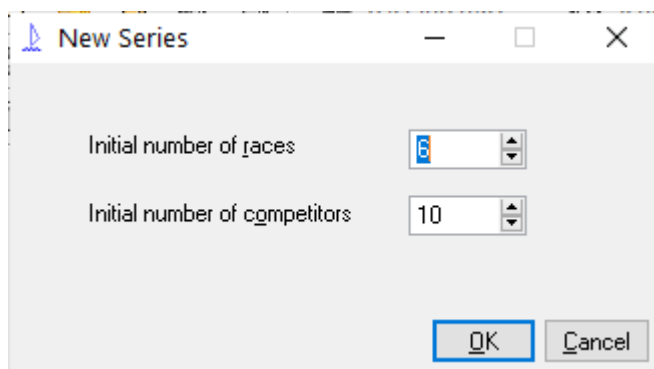 New Series
Initial number of races 6
Initial number of competitors 10
OK Cancel